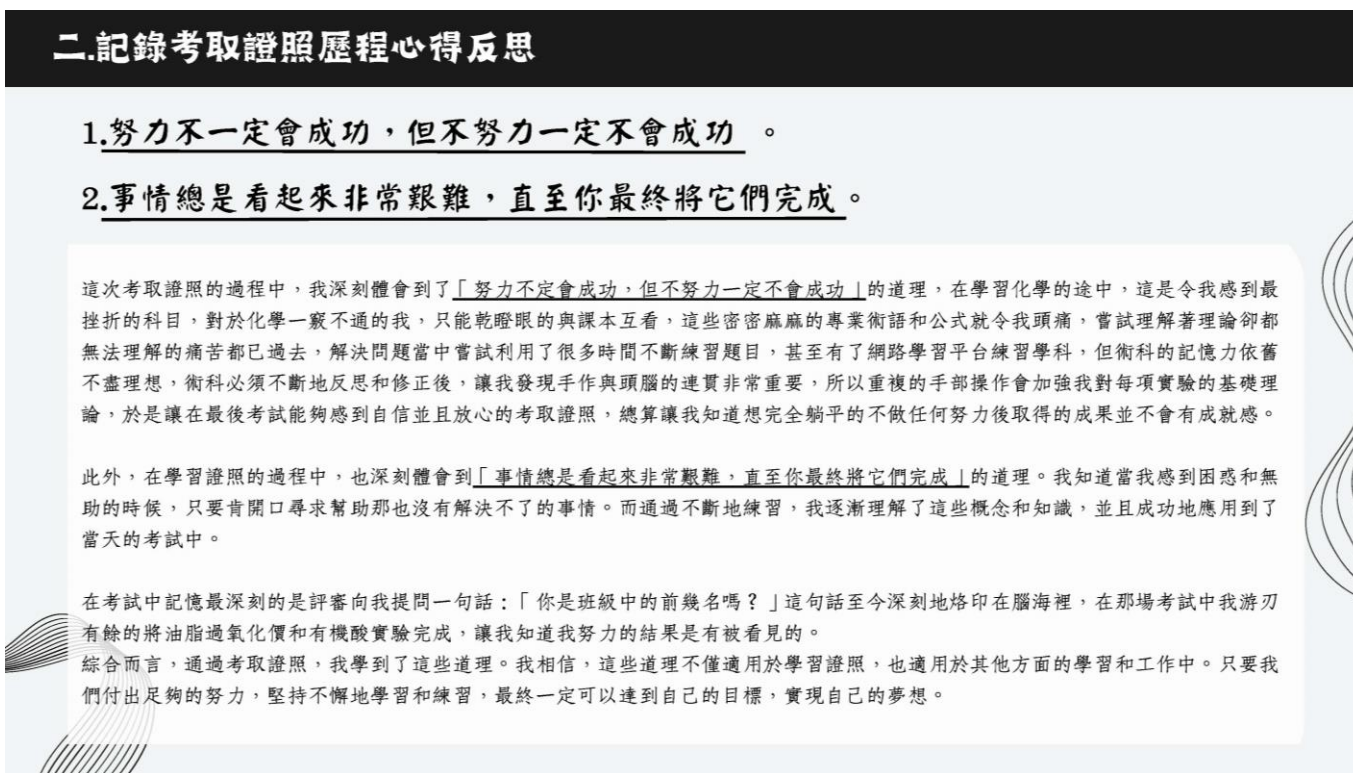 二.記錄考取證照歷程心得反思
1.努力不一定會成功，但不努力一定不會成功 。
2.事情總是看起來非常艱難，直至你最終將它們完成。
這次考取證照的過程中，我深刻體會到了「努力不定會成功，但不努力一定不會成功」的道理，在學習化學的途中，這是令我感到最
挫折的科目，對於化學一竅不通的我，只能乾瞪眼的與課本互看，這些密密麻麻的專業術語和公式就令我頭痛，嘗試理解著理論卻都
無法理解的痛苦都已過去，解決問題當中嘗試利用了很多時間不斷練習題目，甚至有了網路學習平台練習學科，但術科的記憶力依舊
不盡理想，術科必須不斷地反思和修正後，讓我發現手作與頭腦的連貫非常重要，所以重複的手部操作會加強我對每項實驗的基礎理
論，於是讓在最後考試能夠感到自信並且放心的考取證照，總算讓我知道想完全躺平的不做任何努力後取得的成果並不會有成就感。
此外，在學習證照的過程中，也深刻體會到「事情總是看起來非常艱難，直至你最終將它們完成」的道理。我知道當我感到困惑和無
助的時候，只要肯開口尋求幫助那也沒有解決不了的事情。而通過不斷地練習，我逐漸理解了這些概念和知識，並且成功地應用到了
當天的考試中。
在考試中記憶最深刻的是評審向我提問一句話：「你是班級中的前幾名嗎？」這句話至今深刻地烙印在腦海裡，在那場考試中我游刃
有餘的將油脂過氧化價和有機酸實驗完成，讓我知道我努力的結果是有被看見的。
綜合而言，通過考取證照，我學到了這些道理。我相信，這些道理不僅適用於學習證照，也適用於其他方面的學習和工作中。只要我
們付出足夠的努力，堅持不懈地學習和練習，最終一定可以達到自己的目標，實現自己的夢想。